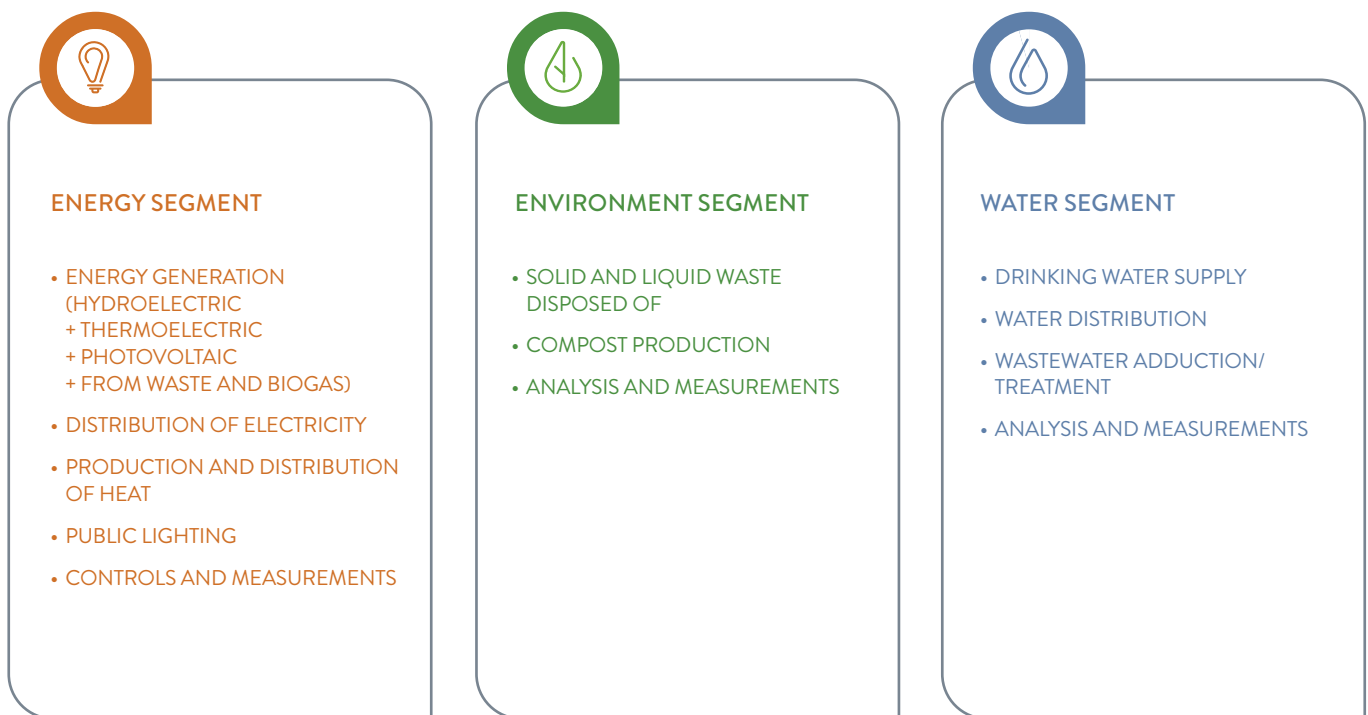 ENERGY SEGMENT
• ENERGY GENERATION
(HYDROELECTRIC
+ THERMOELECTRIC
+ PHOTOVOLTAIC
+ FROM WASTE AND BIOGAS)
• DISTRIBUTION OF ELECTRICITY
• PRODUCTION AND DISTRIBUTION
OF HEAT
• PUBLIC LIGHTING
• CONTROLS AND MEASUREMENTS
ENVIRONMENT SEGMENT
• SOLID AND LIQUID WASTE
DISPOSED OF
• COMPOST PRODUCTION
• ANALYSIS AND MEASUREMENTS
WATER SEGMENT
• DRINKING WATER SUPPLY
• WATER DISTRIBUTION
• WASTEWATER ADDUCTION/
TREATMENT
• ANALYSIS AND MEASUREMENTS